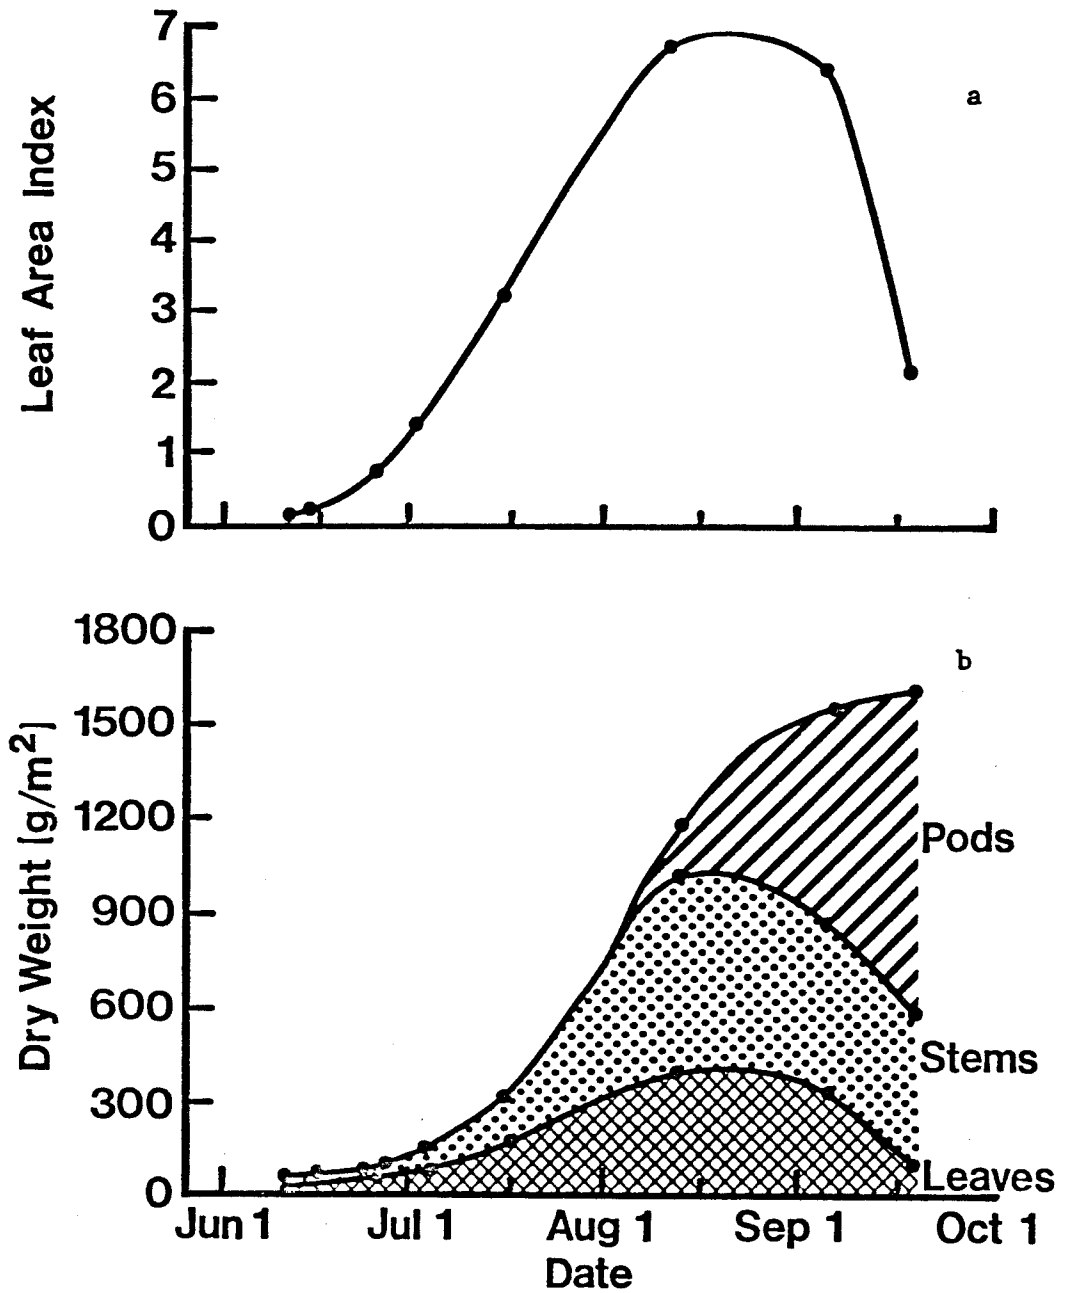 7
6
5
4
3
2
1
0
Leaf Area Index
a
1800
1500
1200
900
600
300
0
Dry Weight [g/m²]
b
Pods
Stems
Leaves
Jun 1 Jul 1 Aug 1 Sep 1 Oct 1
Date